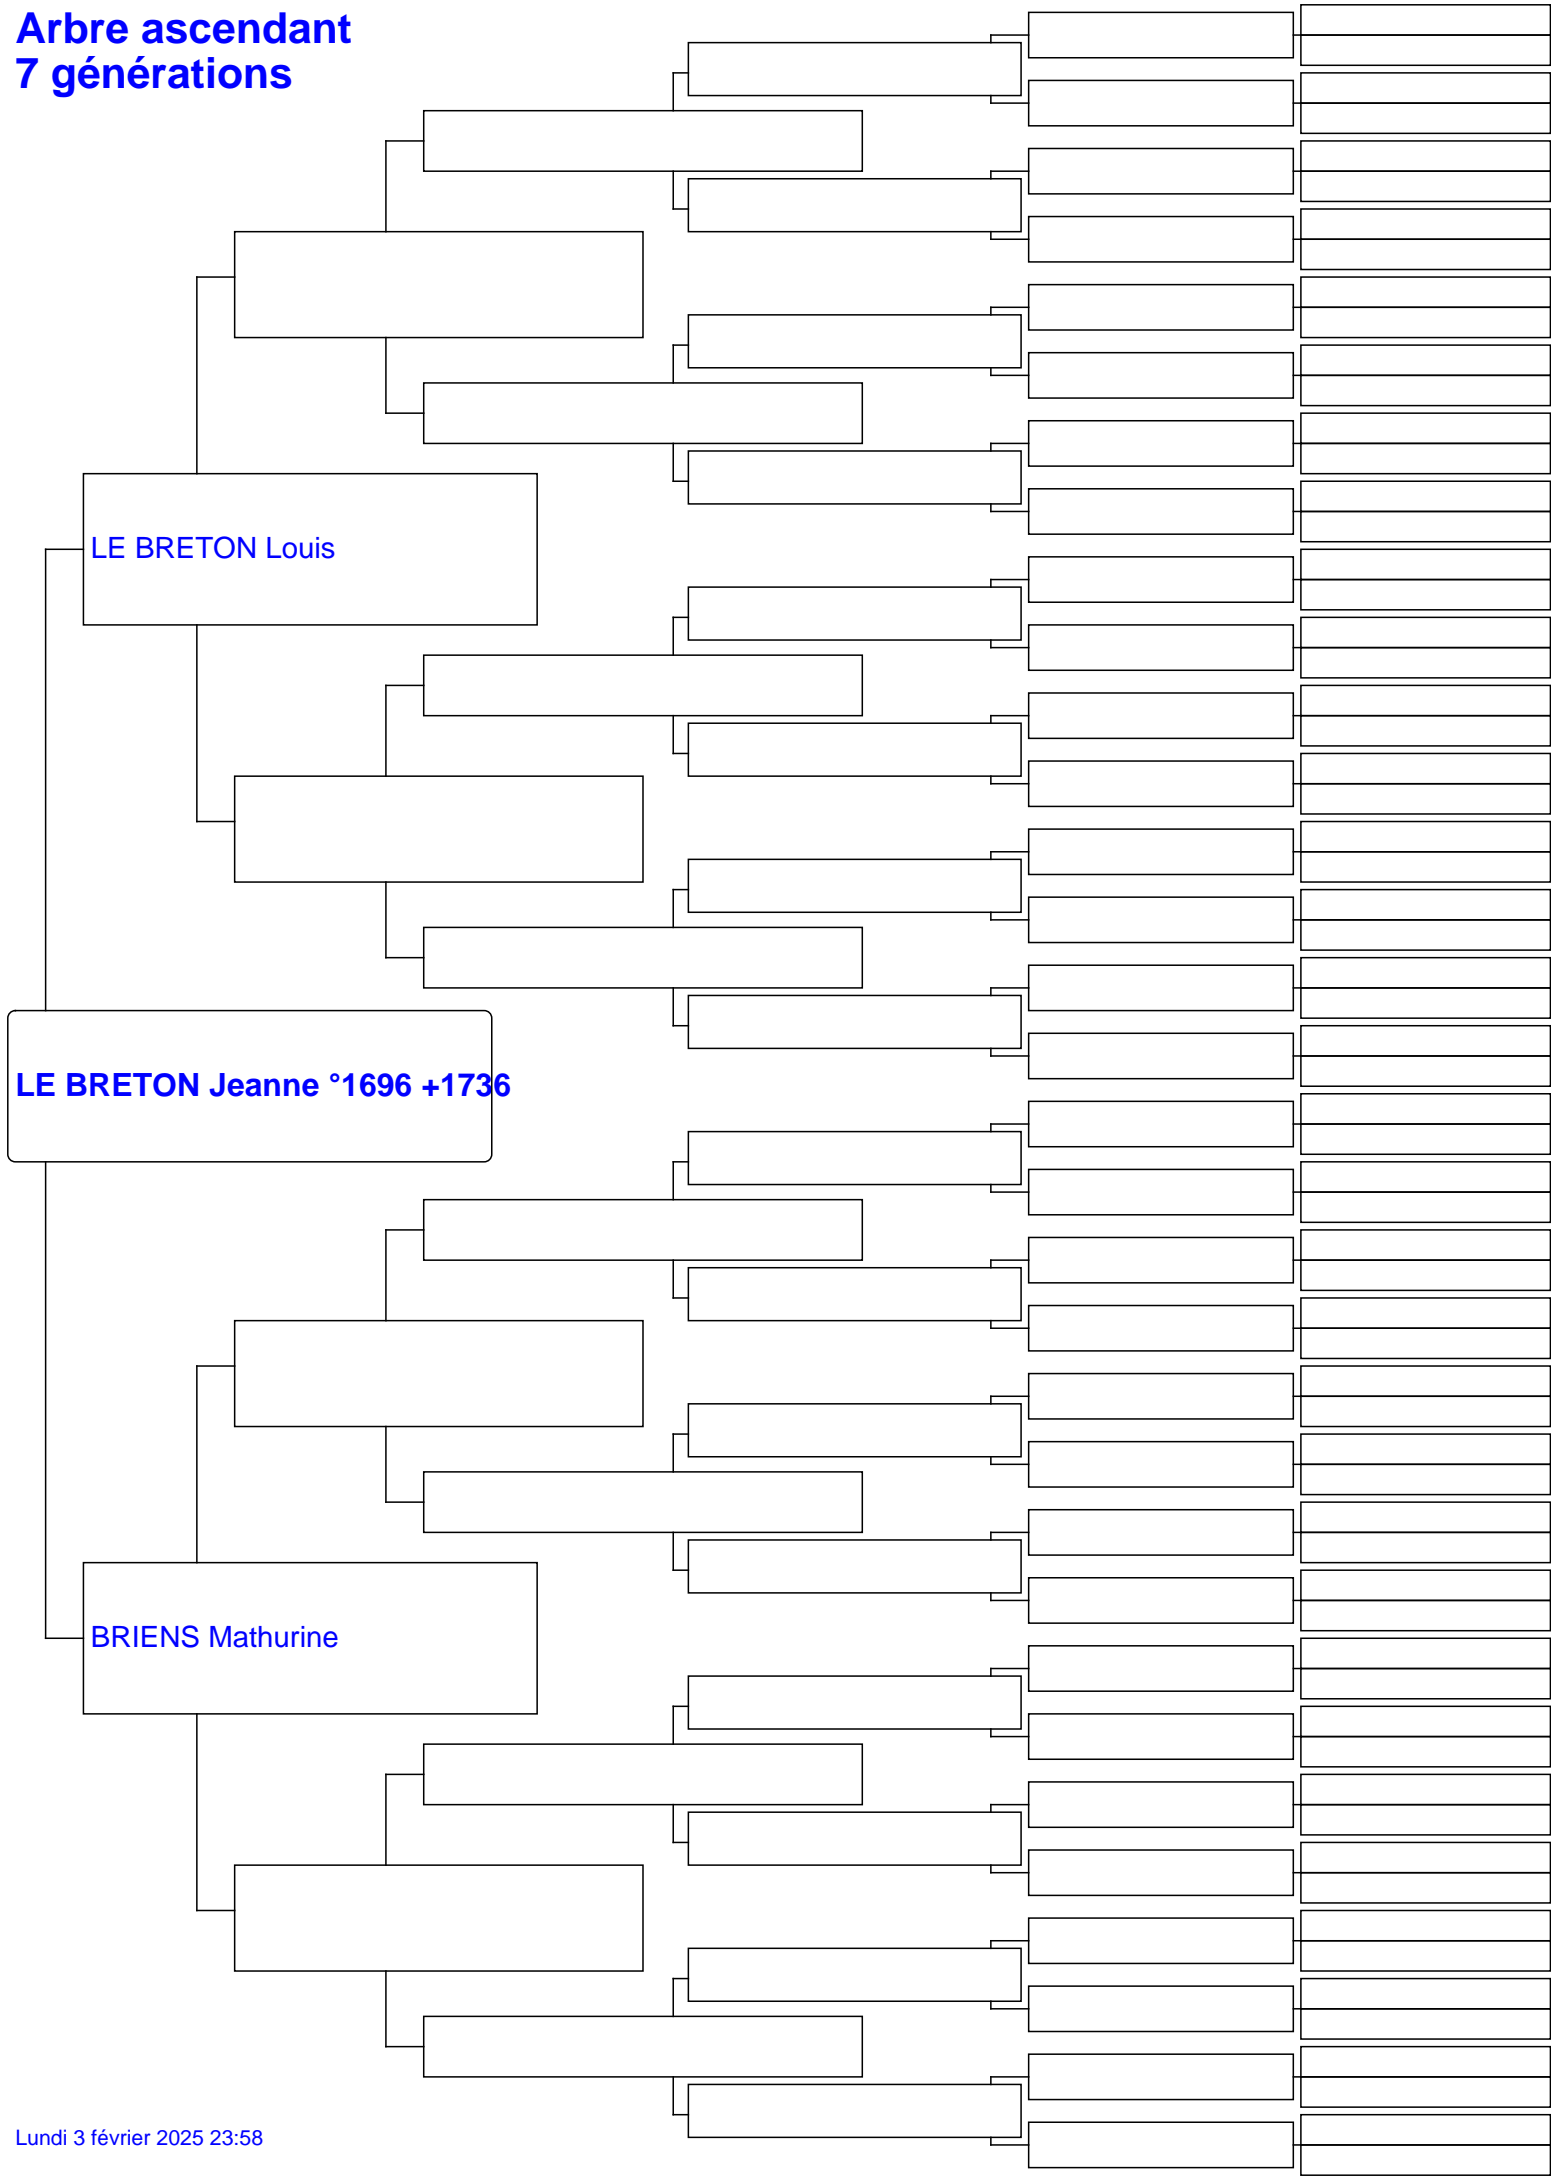 Arbre ascendant
7 générations
LE BRETON Louis
LE BRETON Jeanne °1696 +1736
BRIENS Mathurine
Lundi 3 février 2025 23:58